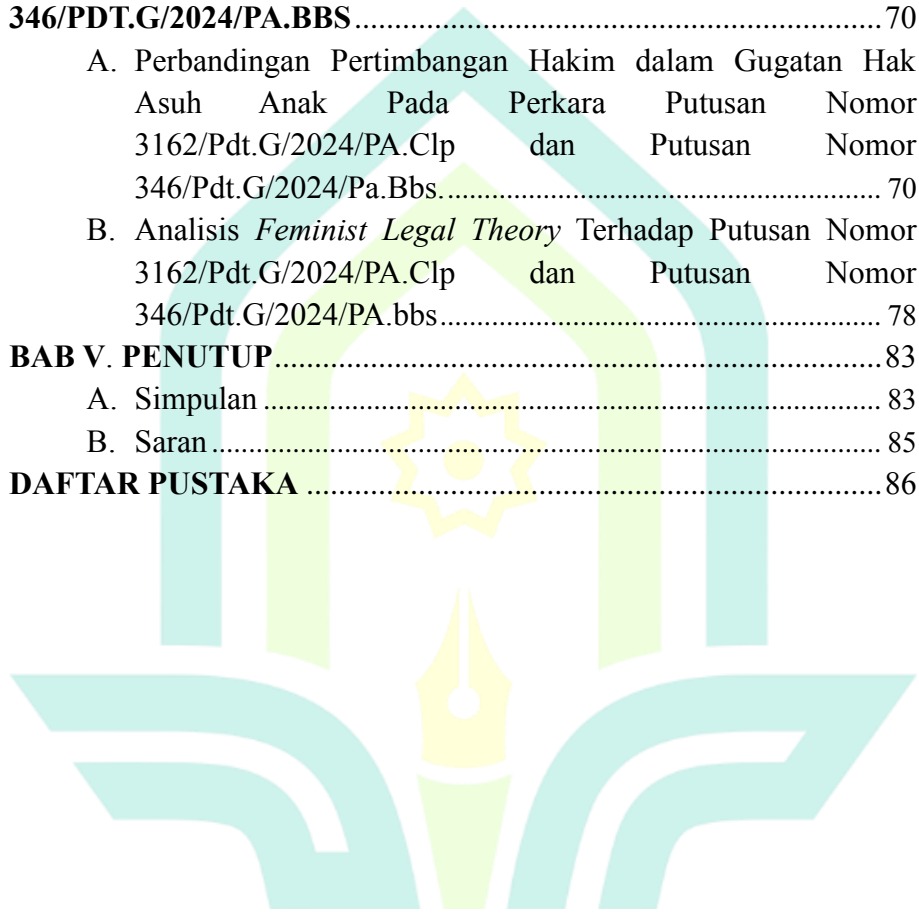 346/PDT.G/2024/PA.BBS.......................................................................70
A. Perbandingan Pertimbangan Hakim dalam Gugatan Hak
Asuh Anak Pada Perkara Putusan Nomor
3162/Pdt.G/2024/PA.Clp dan Putusan Nomor
346/Pdt.G/2024/Pa.Bbs.......................................................... 70
B. Analisis Feminist Legal Theory Terhadap Putusan Nomor
3162/Pdt.G/2024/PA.Clp dan Putusan Nomor
346/Pdt.G/2024/PA.bbs.......................................................... 78
BAB V. PENUTUP.................................................................................83
A. Simpulan ................................................................................ 83
B. Saran ...................................................................................... 85
DAFTAR PUSTAKA .............................................................................86